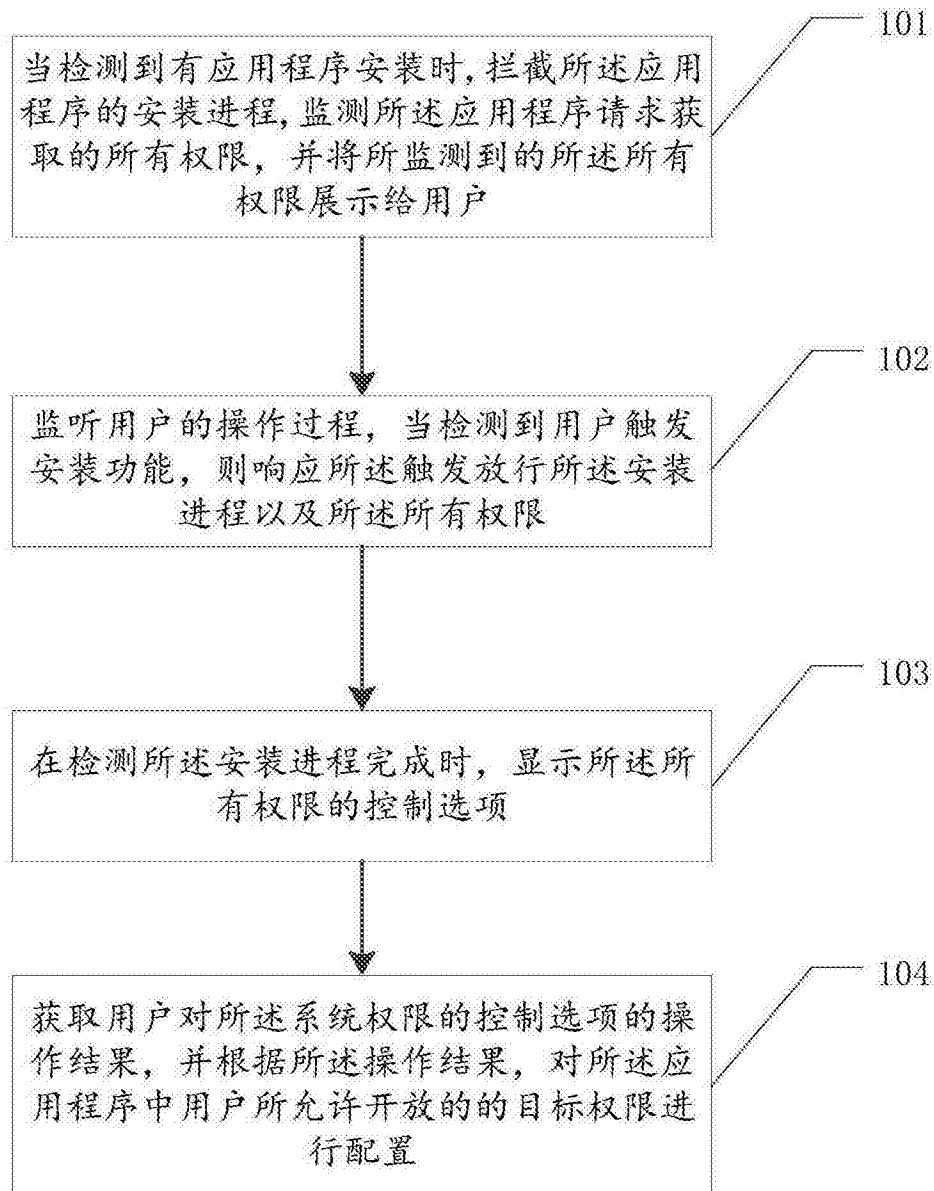 101
当检测到有应用程序安装时,拦截所述应用
程序的安装进程,监测所述应用程序请求获
取的所有权限，并将所监测到的所述所有
权限展示给用户
102
监听用户的操作过程，当检测到用户触发
安装功能，则响应所述触发放行所述安装
进程以及所述所有权限
103
在检测所述安装进程完成时，显示所述所
有权限的控制选项
104
获取用户对所述系统权限的控制选项的操
作结果，并根据所述操作结果，对所述应
用程序中用户所允许开放的的目标权限进
行配置